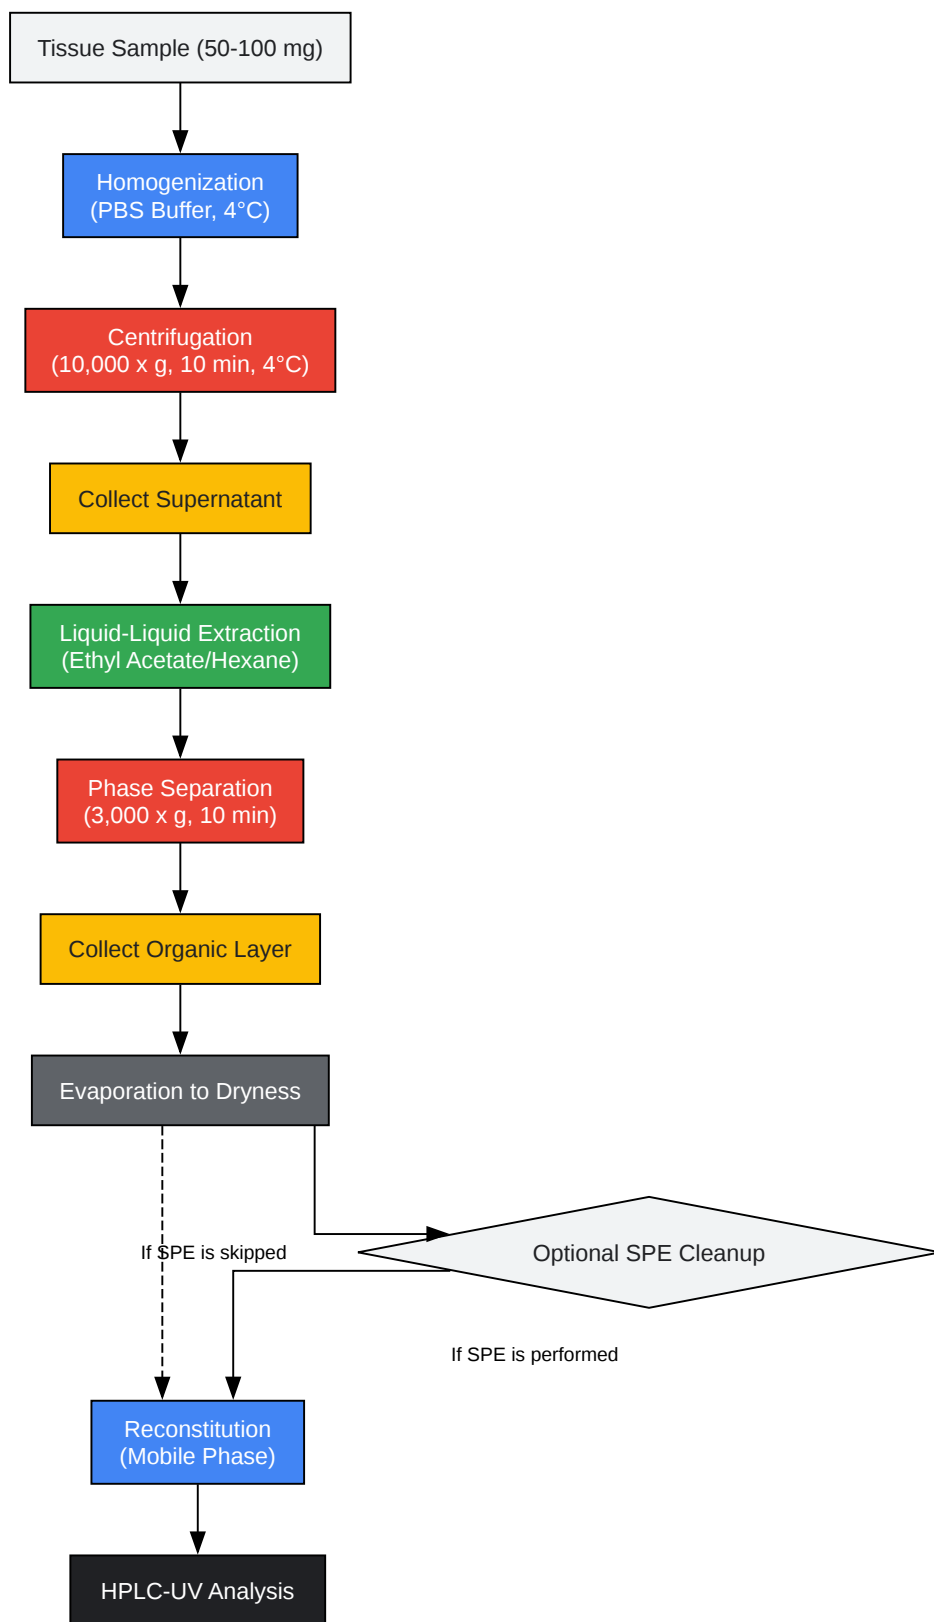 Tissue Sample (50-100 mg)
Homogenization
(PBS Buffer, 4°C)
Centrifugation
(10,000 x g, 10 min, 4°C)
Collect Supernatant
Liquid-Liquid Extraction
(Ethyl Acetate/Hexane)
Phase Separation
(3,000 x g, 10 min)
Collect Organic Layer
Evaporation to Dryness
If SPE is skipped
Optional SPE Cleanup
If SPE is performed
Reconstitution
(Mobile Phase)
HPLC-UV Analysis